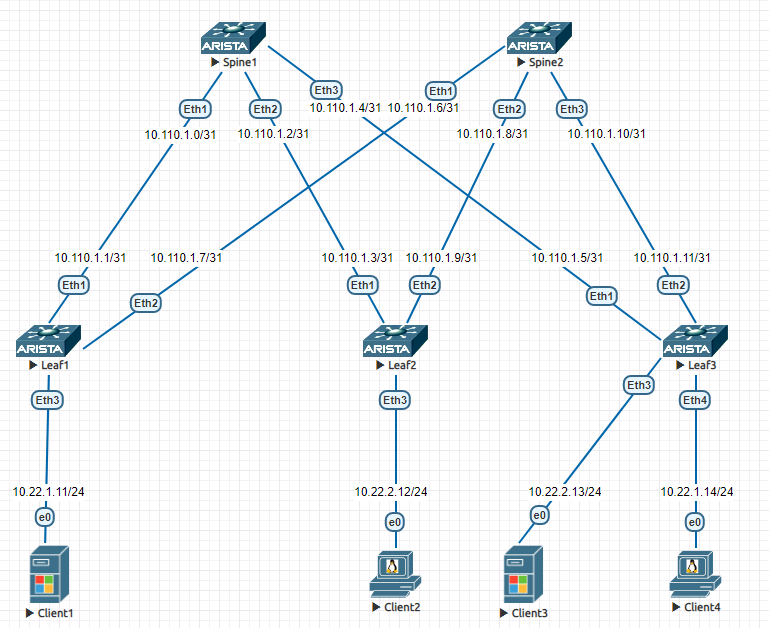 ARISTA
Spine1
ARISTA
Spine2
Eth3
Eth1
10.110.1.4/31
10.110.1.6/31
Eth1
Eth2
Eth2
Eth3
10.110.1.0/31
10.110.1.2/31
10.110.1.8/31
10.110.1.10/31
10.110.1.1/31
10.110.1.7/31
10.110.1.3/31
10.110.1.9/31
10.110.1.5/31
10.110.1.11/31
Eth1
Eth2
Eth1
Eth2
Eth1
Eth2
ARISTA
Leaf1
ARISTA
Leaf2
ARISTA
Leaf3
Eth3
Eth3
Eth3
Eth4
10.22.1.11/24
10.22.2.12/24
10.22.2.13/24
10.22.1.14/24
e0
e0
e0
e0
Client1
Client2
Client3
Client4